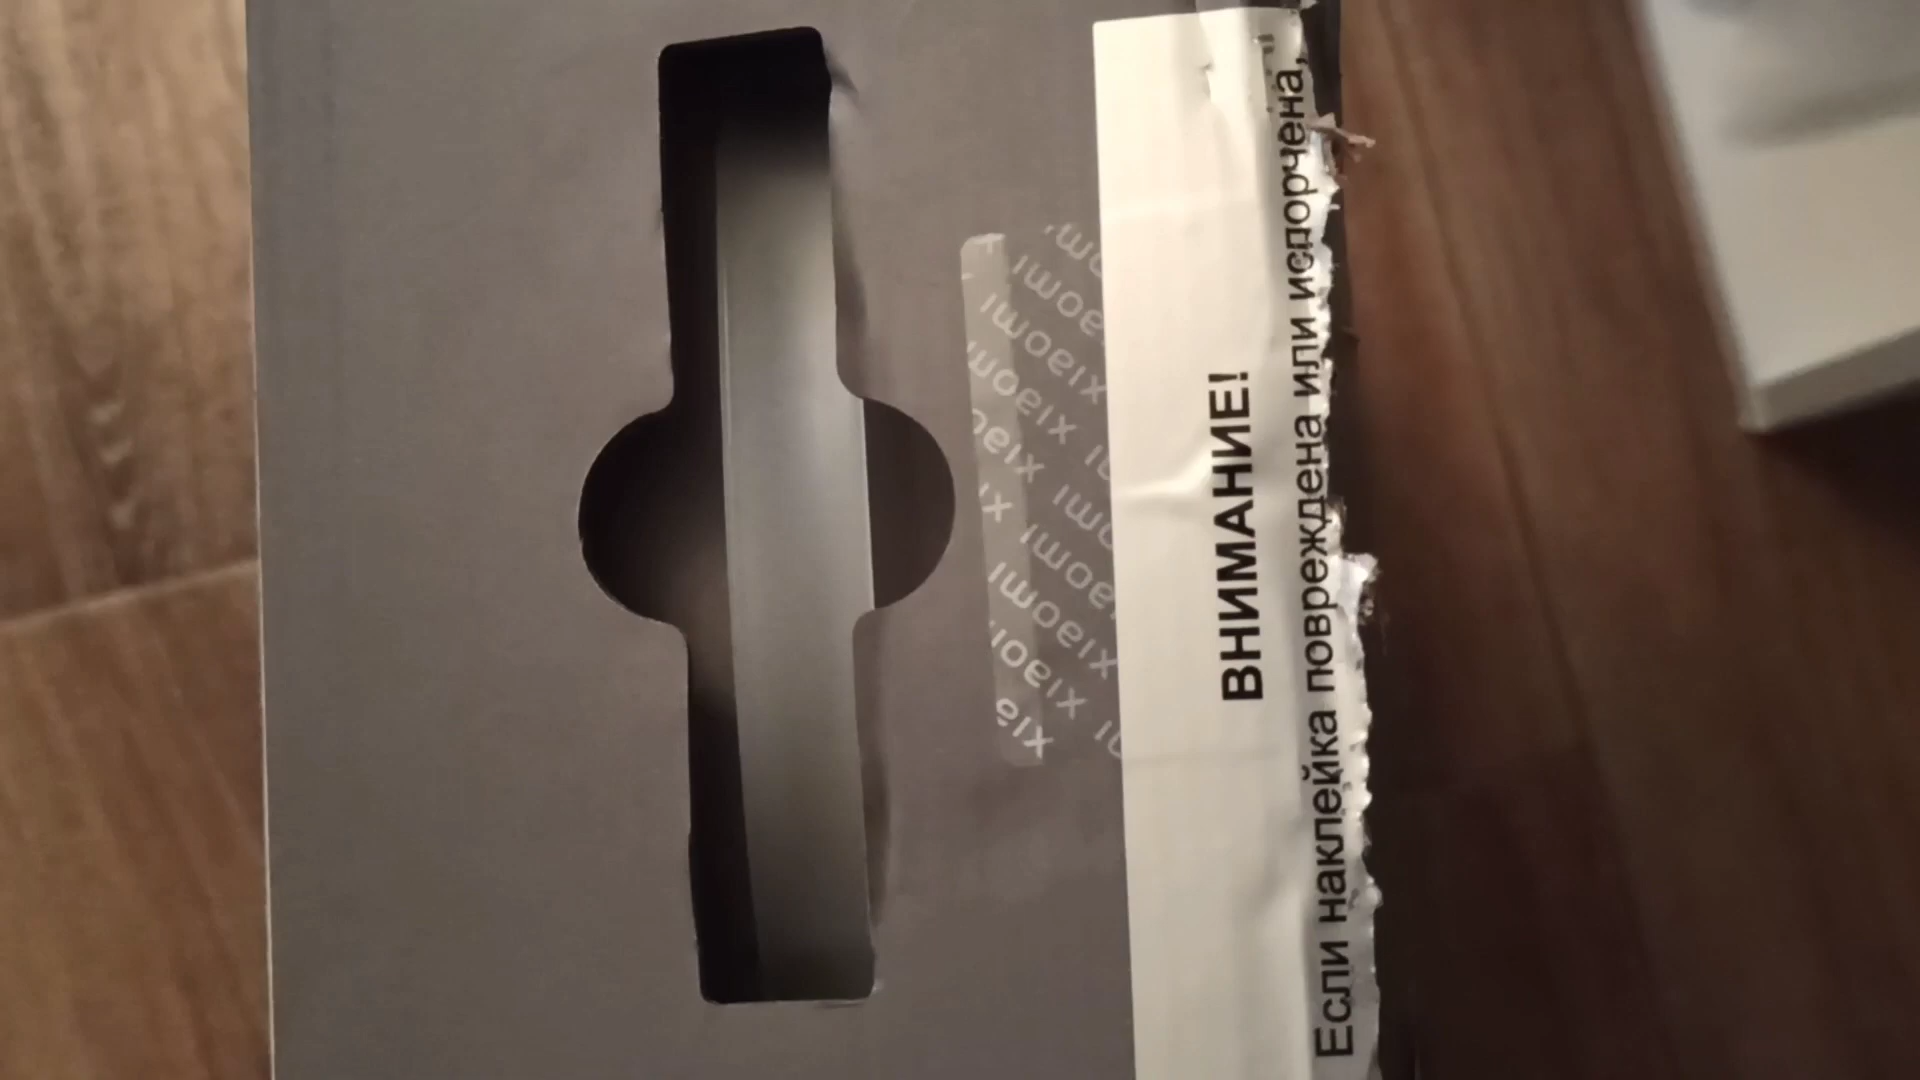 ВНИМАНИЕ!
Если наклейка повреждена или испорчена,
xiaomi xiaomi
xiaomi
xiaomi xiaomi
xiaomi